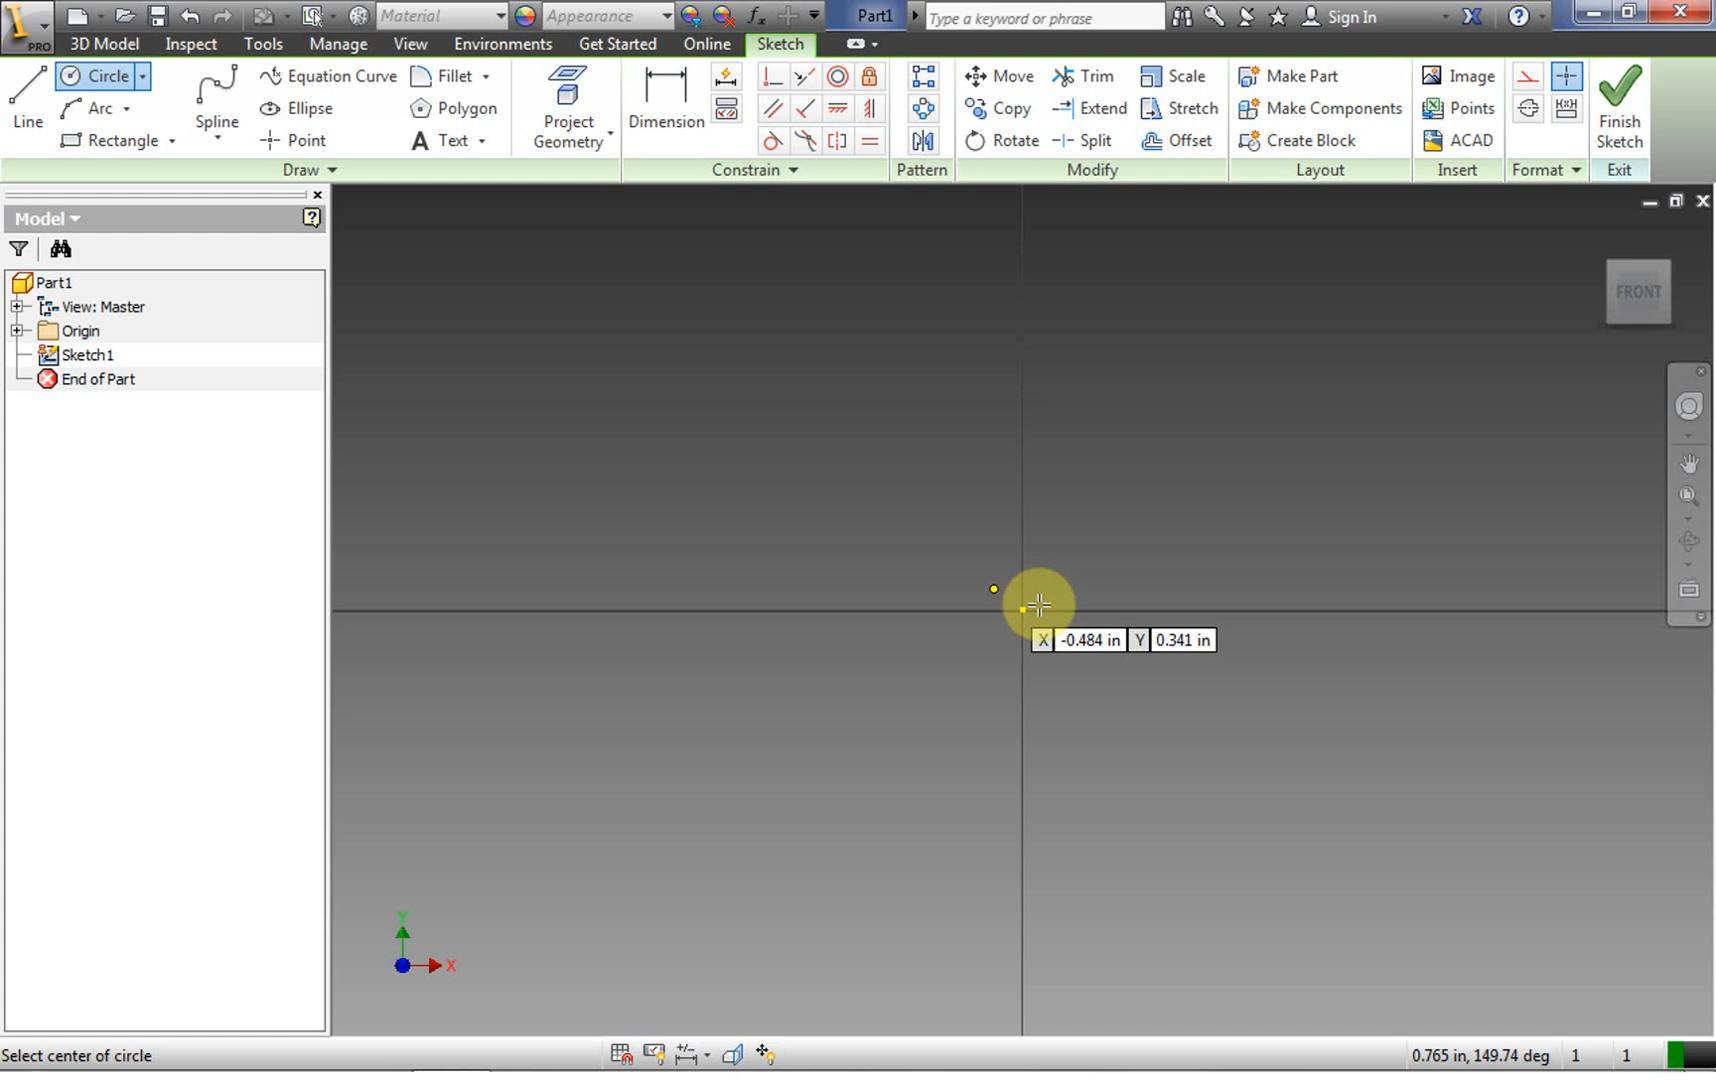 PRO
Material
Appearance
Part1
Type a keyword or phrase
Sign In
3D Model
Inspect
Tools
Manage
View
Environments
Get Started
Online
Sketch
Line
Circle
Arc
Rectangle
Spline
Equation Curve
Ellipse
Point
Fillet
Polygon
A Text
Project
Geometry
Dimension
Move
Copy
Rotate
Trim
Extend
Split
Scale
Stretch
Offset
Make Part
Make Components
Create Block
Image
Points
ACAD
Finish
Sketch
Draw
Constrain
Pattern
Modify
Layout
Insert
Format
Exit
Model
Part1
View: Master
Origin
Sketch1
End of Part
FRONT
X -0.484 in Y 0.341 in
Y
X
Select center of circle
0.765 in, 149.74 deg 1 1